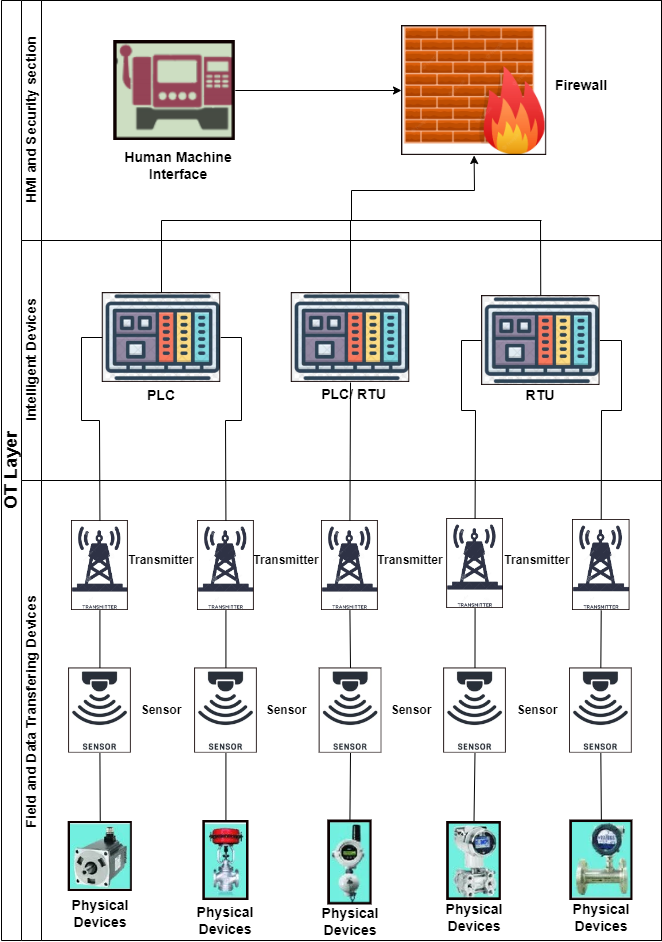 OT Layer
HMI and Security section
Human Machine
Interface
Firewall
Intelligent Devices
PLC
PLC/ RTU
RTU
Field and Data Transfering Devices
Transmitter
Transmitter
Transmitter
Transmitter
TRANSMITTER
TRANSMITTER
TRANSMITTER
TRANSMITTER
TRANSMITTER
Sensor
Sensor
Sensor
Sensor
SENSOR
SENSOR
SENSOR
SENSOR
SENSOR
Physical
Devices
Physical
Devices
Physical
Devices
Physical
Devices
Physical
Devices